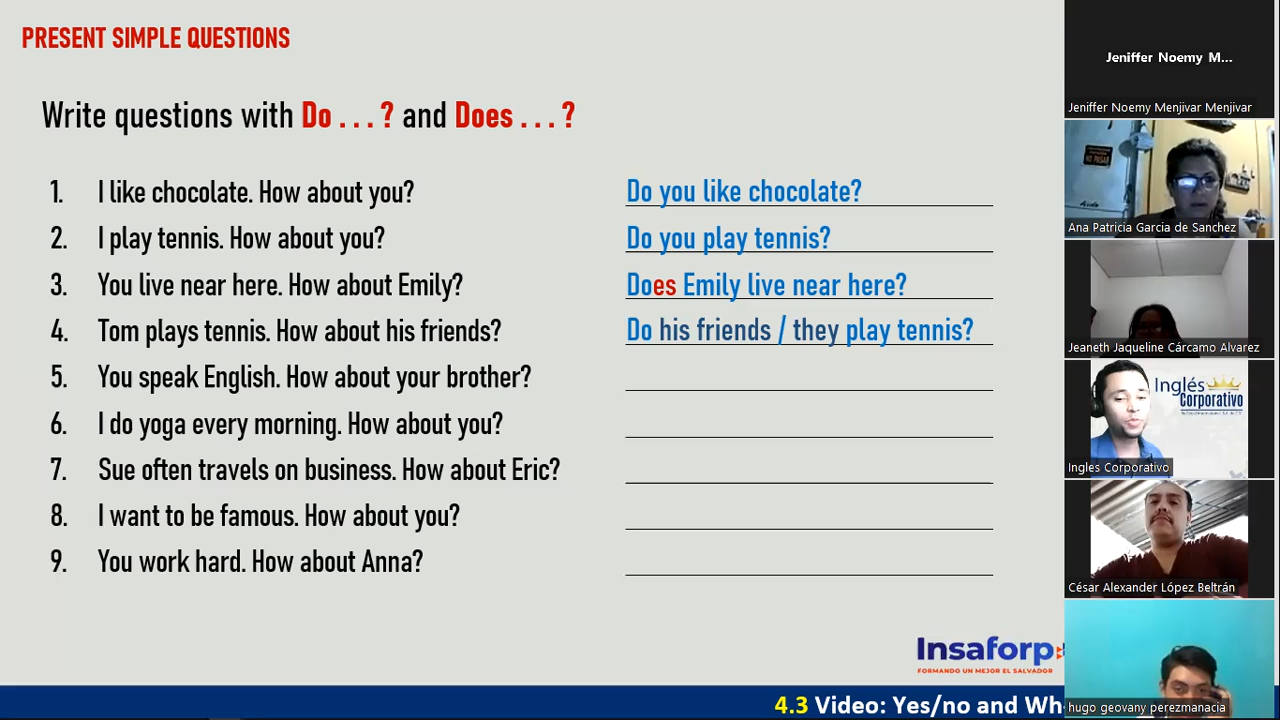 PRESENT SIMPLE QUESTIONS
Write questions with Do . . . ? and Does . . . ?
1. I like chocolate. How about you? Do you like chocolate?
2. I play tennis. How about you? Do you play tennis?
3. You live near here. How about Emily? Does Emily live near here?
4. Tom plays tennis. How about his friends? Do his friends / they play tennis?
5. You speak English. How about your brother?
6. I do yoga every morning. How about you?
7. Sue often travels on business. How about Eric?
8. I want to be famous. How about you?
9. You work hard. How about Anna?
Insaforp
FORMANDO UN MEJOR EL SALVADOR
4.3 Video: Yes/no and Wh
Jeniffer Noemy M...
Jeniffer Noemy Menjivar Menjivar
NO PASAR
Ana Patricia Garcia de Sanchez
Jeaneth Jaqueline Cárcamo Alvarez
Inglés
Corporativo
Ingles Corporativo
César Alexander López Beltrán
hugo geovany perezmanacia